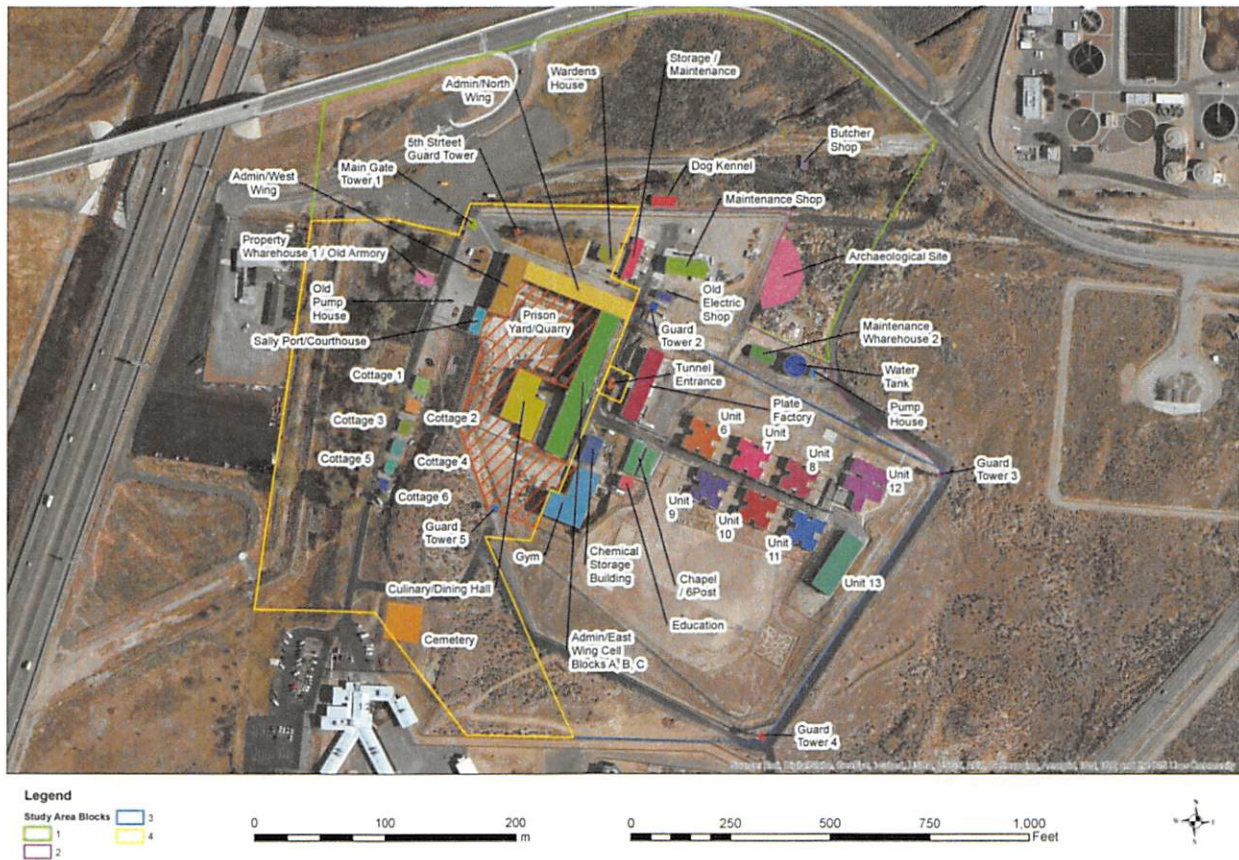 Storage /
Maintenance
Wardens
House
Admin/North
Wing
5th Strteet
Guard Tower
Butcher
Shop
Main Gate
Tower 1
Dog Kennel
Admin/West
Wing
Maintenance Shop
Property
Wharehouse
1 / Old Armory
Archaeological Site
Old
Pump
House
Prison
Yard/Quarry
Old
Electric
Shop
Sally Port/Courthouse
Guard
Tower 2
Maintenance
Wharehouse 2
Cottage 1
Tunnel
Entrance
Water
Tank
Cottage 3
Cottage 2
Plate
Factory
Pump
House
Unit
6
Unit
7
Cottage 5
Cottage 4
Unit
8
Guard
Tower 3
Unit
12
Cottage 6
Unit
9
Guard
Tower 5
Unit
10
Unit
11
Gym
Chemical
Storage
Building
Chapel
/ 6Post
Unit 13
Culinary/Dining Hall
Education
Cemetery
Admin/East
Wing Cell
Blocks A, B, C
Guard
Tower 4
Legend
Study Area Blocks
1
2
3
4
0 100 200
m
0 250 500 750 1,000
Feet
N
W E
S